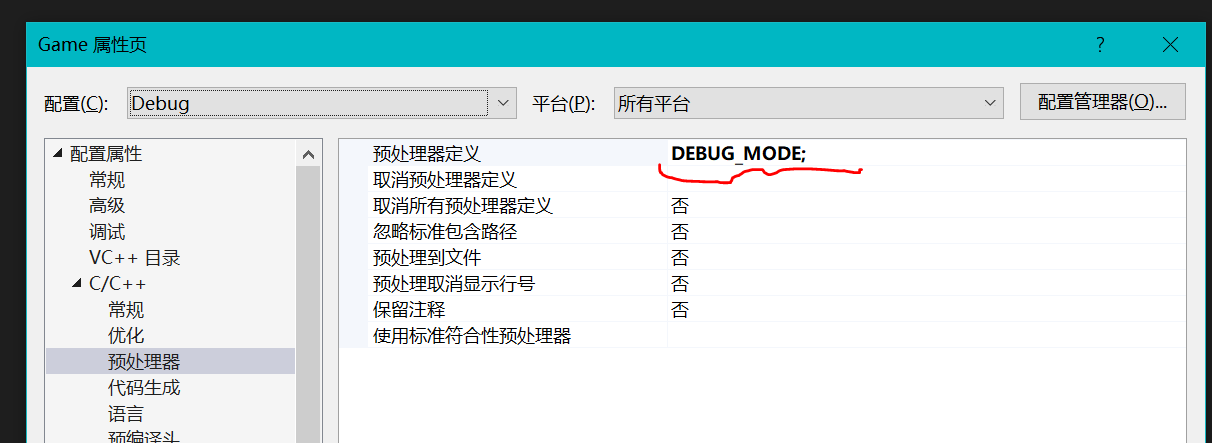 Game 属性页
?
配置(C): Debug 平台(P): 所有平台 配置管理器(O)...
配置属性
常规
高级
调试
VC++ 目录
C/C++
常规
优化
预处理器
代码生成
语言
预编译头
预处理器定义 DEBUG_MODE;
取消预处理器定义
取消所有预处理器定义 否
忽略标准包含路径 否
预处理到文件 否
预处理取消显示行号 否
保留注释 否
使用标准符合性预处理器